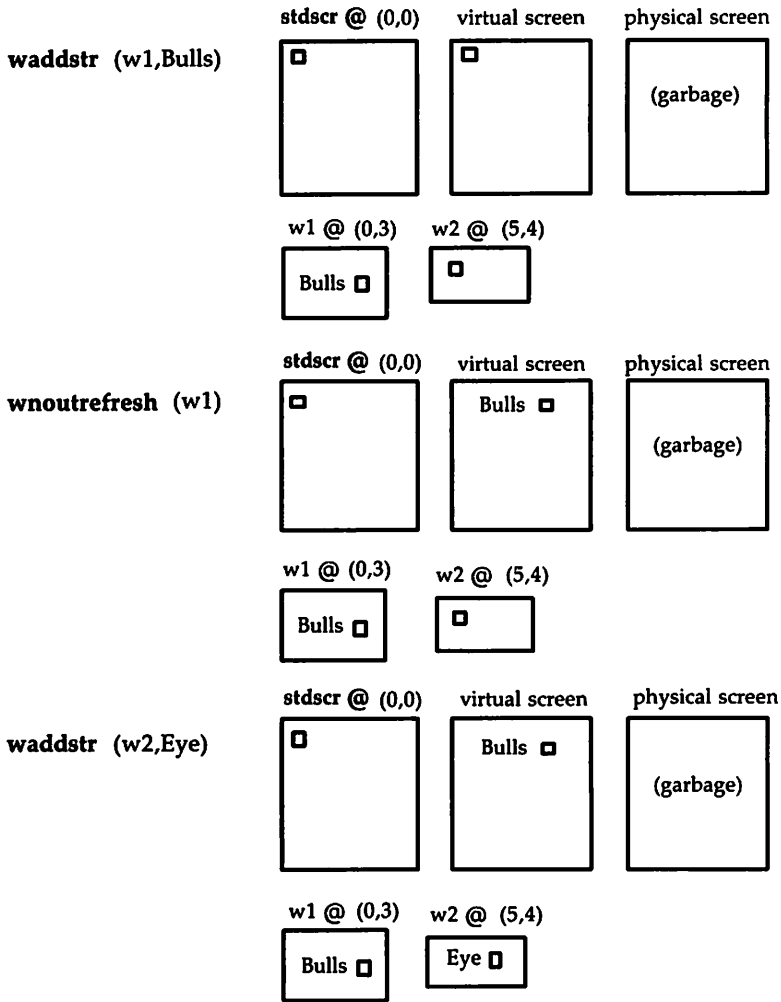 stdscr @ (0,0) virtual screen physical screen
waddstr (w1,Bulls)
(garbage)
w1 @ (0,3) w2 @ (5,4)
Bulls
stdscr @ (0,0) virtual screen physical screen
wnoutrefresh (w1)
Bulls
(garbage)
w1 @ (0,3) w2 @ (5,4)
Bulls
stdscr @ (0,0) virtual screen physical screen
waddstr (w2,Eye)
Bulls
(garbage)
w1 @ (0,3) w2 @ (5,4)
Bulls Eye